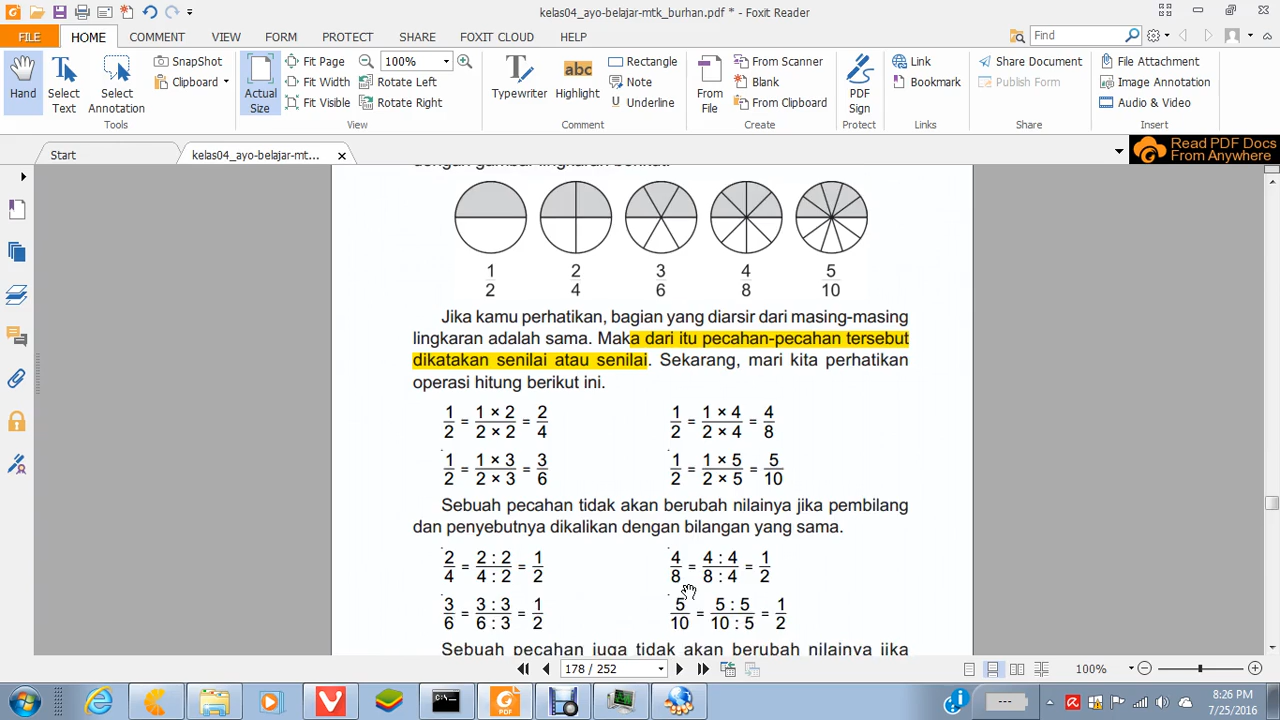 kelas04_ayo-belajar-mtk_burhan.pdf * - Foxit Reader
FILE HOME COMMENT VIEW FORM PROTECT SHARE FOXIT CLOUD HELP Find
Hand
Select Text
Select Annotation
SnapShot
Clipboard
Tools
Actual Size
Fit Page
Fit Width
Fit Visible
100%
Rotate Left
Rotate Right
View
Typewriter
abc
Highlight
Rectangle
Note
Underline
Comment
From File
From Scanner
Blank
From Clipboard
Create
PDF Sign
Protect
Link
Bookmark
Links
Share Document
Publish Form
Share
File Attachment
Image Annotation
Audio & Video
Insert
Start kelas04_ayo-belajar-mt...
Read PDF Docs
From Anywhere
dengan gambar lingkaran berikut.
1/2 2/4 3/6 4/8 5/10
Jika kamu perhatikan, bagian yang diarsir dari masing-masing
lingkaran adalah sama. Maka dari itu pecahan-pecahan tersebut
dikatakan senilai atau senilai. Sekarang, mari kita perhatikan
operasi hitung berikut ini.
1/2 = 1 × 2/2 × 2 = 2/4 1/2 = 1 × 4/2 × 4 = 4/8
1/2 = 1 × 3/2 × 3 = 3/6 1/2 = 1 × 5/2 × 5 = 5/10
Sebuah pecahan tidak akan berubah nilainya jika pembilang
dan penyebutnya dikalikan dengan bilangan yang sama.
2/4 = 2 : 2/4 : 2 = 1/2 4/8 = 4 : 4/8 : 4 = 1/2
3/6 = 3 : 3/6 : 3 = 1/2 5/10 = 5 : 5/10 : 5 = 1/2
Sebuah pecahan juga tidak akan berubah nilainya jika
178 / 252 100%
PDF
8:26 PM
7/25/2016